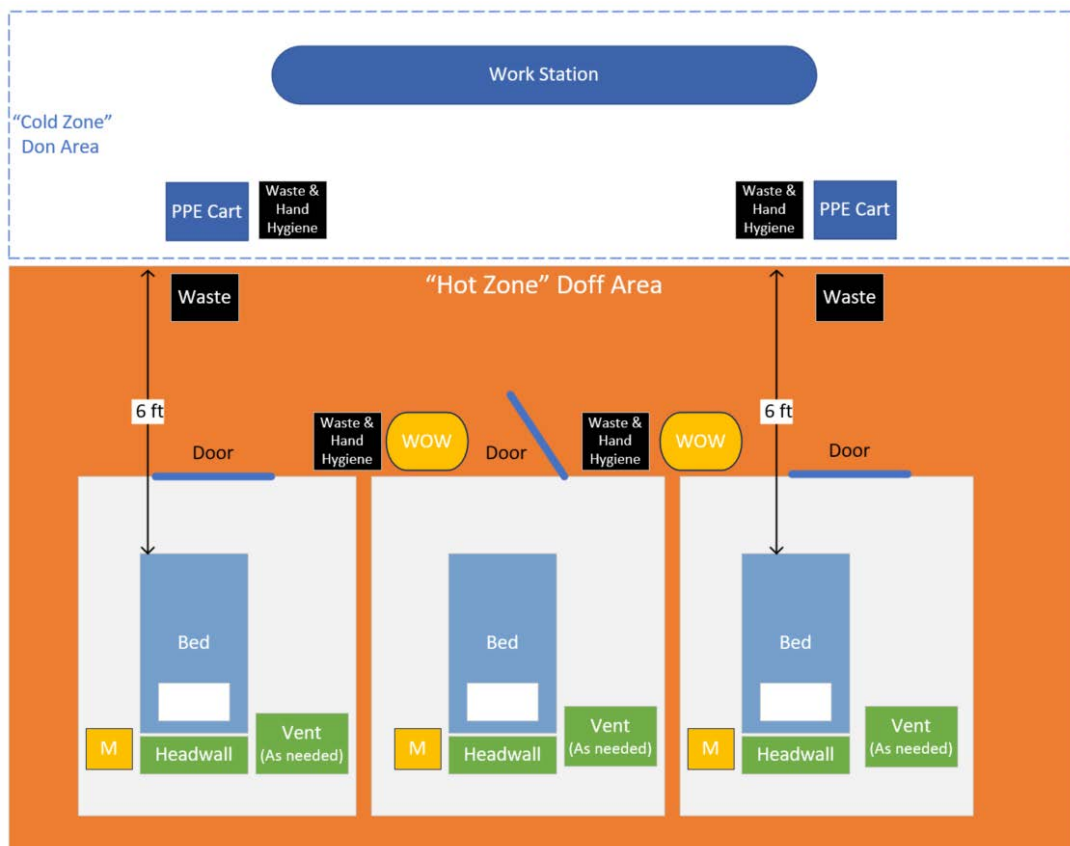 Work Station
“Cold Zone”
Don Area
PPE Cart
Waste &
Hand
Hygiene
Waste &
Hand
Hygiene
PPE Cart
“Hot Zone” Doff Area
Waste
Waste
6 ft
6 ft
Door
Waste &
Hand
Hygiene
WOW
Door
Waste &
Hand
Hygiene
WOW
Door
Bed
Bed
Bed
M
Headwall
Vent
(As needed)
M
Headwall
Vent
(As needed)
M
Headwall
Vent
(As needed)